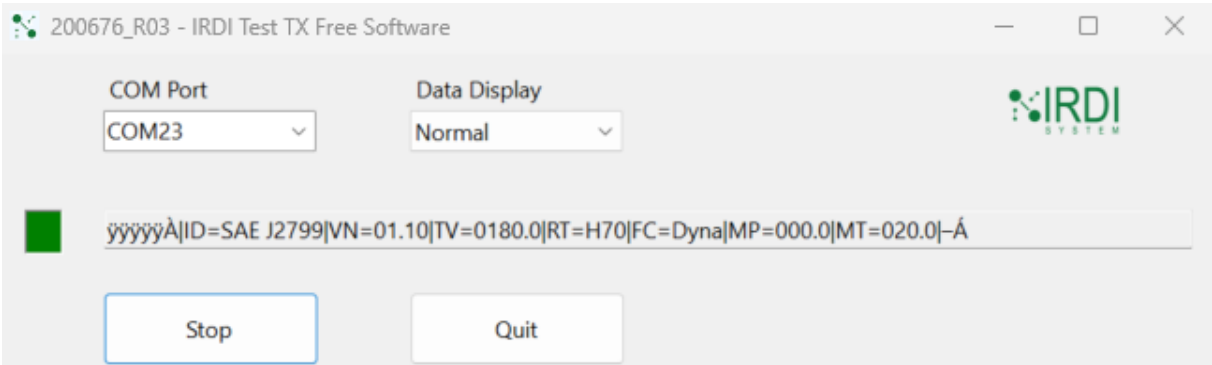 200676_R03 - IRDI Test TX Free Software
COM Port
Data Display
IRDI
SYSTEM
COM23
Normal
ÿÿÿÿÿÀ|ID=SAE J2799|VN=01.10|TV=0180.0|RT=H70|FC=Dyna|MP=000.0|MT=020.0|–Á
Stop
Quit